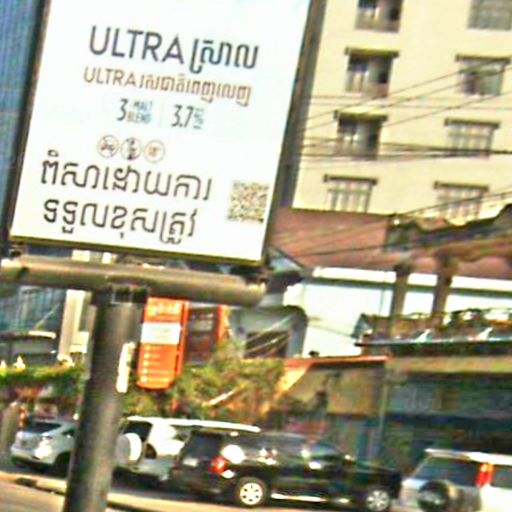 ULTRA ស្រាល
ULTRA រសជាតិពេញលេញ
3 MALT BLEND 3.7%
ពិសាដោយការ
ទទួលខុសត្រូវ